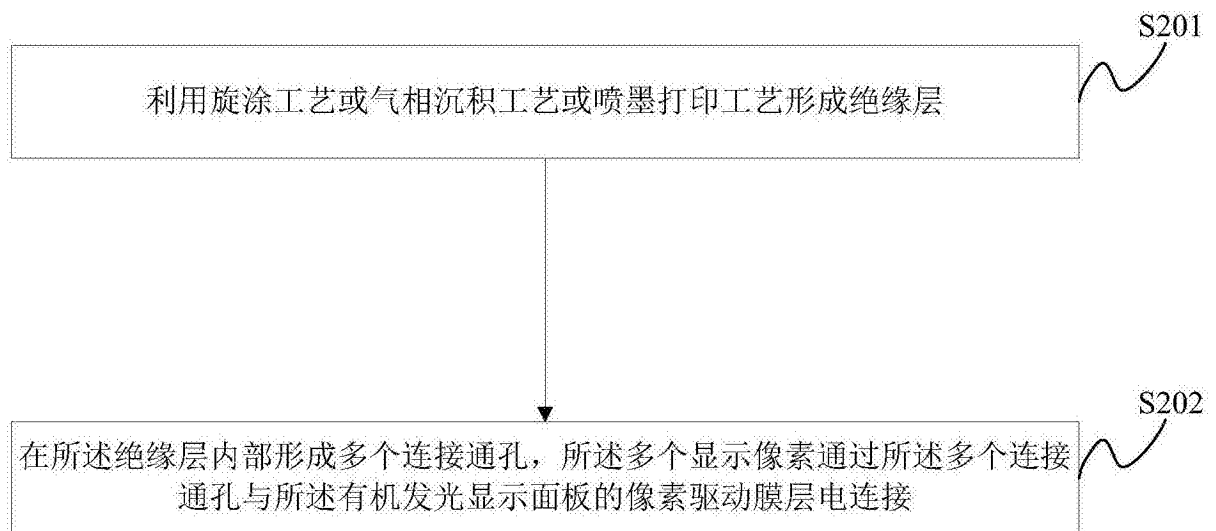 S201
利用旋涂工艺或气相沉积工艺或喷墨打印工艺形成绝缘层
S202
在所述绝缘层内部形成多个连接通孔，所述多个显示像素通过所述多个连接
通孔与所述有机发光显示面板的像素驱动膜层电连接